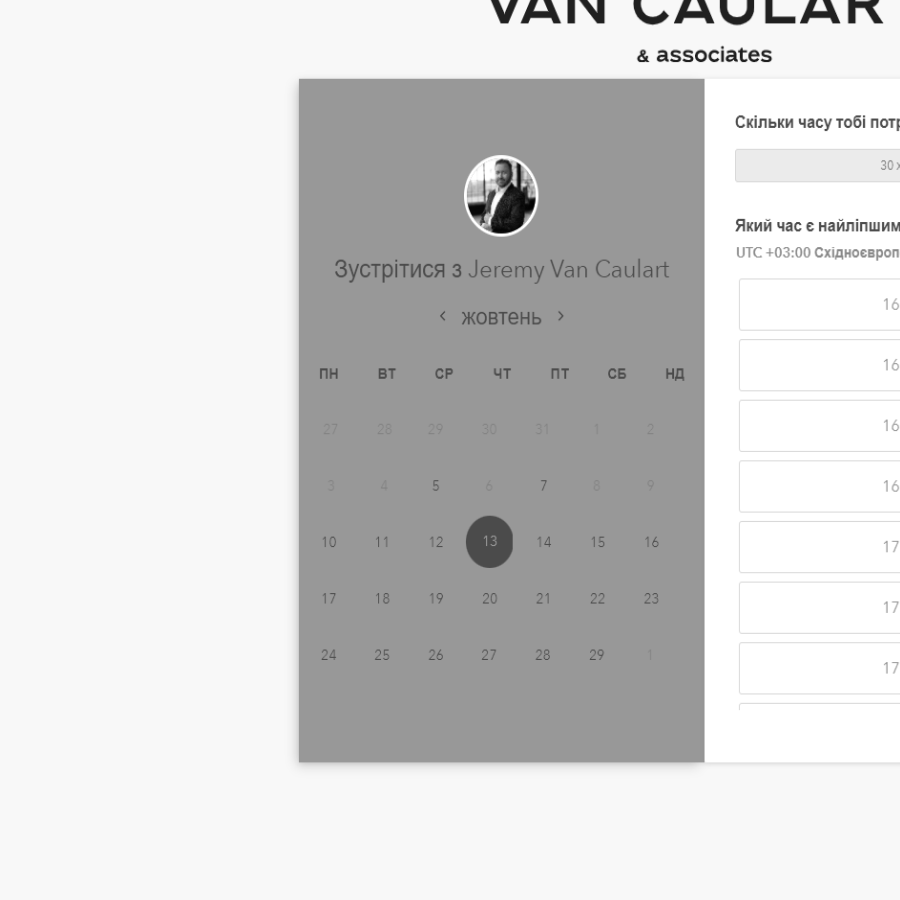 VAN CAULAR
& associates
Зустрітися з Jeremy Van Caulart
жовтень
ПН ВТ СР ЧТ ПТ СБ НД
27 28 29 30 31 1 2
3 4 5 6 7 8 9
10 11 12 13 14 15 16
17 18 19 20 21 22 23
24 25 26 27 28 29 1
Скільки часу тобі
30
Який час є найліпшим
UTC +03:00
16
16
16
16
17
17
17